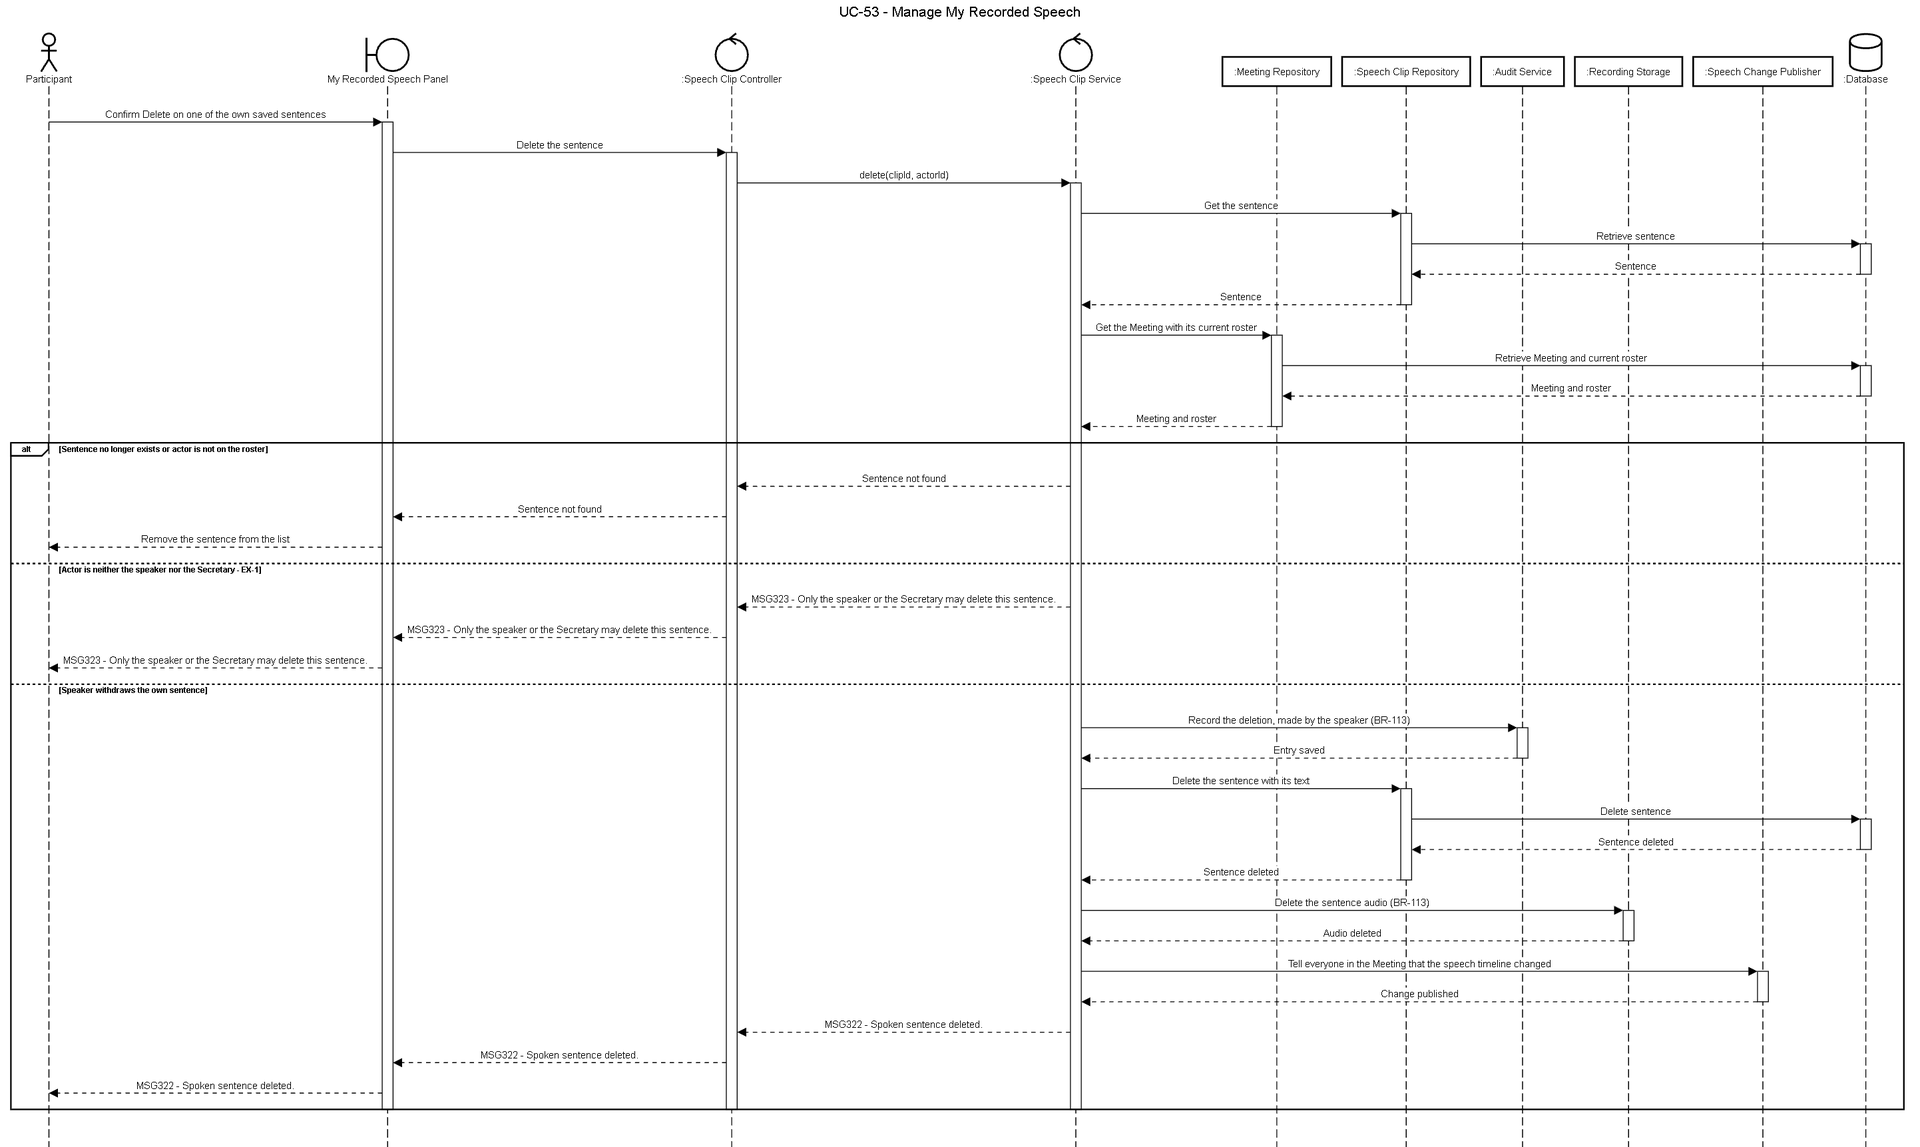 UC-53 - Manage My Recorded Speech
Participant
My Recorded Speech Panel
:Speech Clip Controller
:Speech Clip Service
:Meeting Repository
:Speech Clip Repository
:Audit Service
:Recording Storage
:Speech Change Publisher
:Database
Confirm Delete on one of the own saved sentences
Delete the sentence
delete(clipId, actorId)
Get the sentence
Retrieve sentence
Sentence
Sentence
Get the Meeting with its current roster
Retrieve Meeting and current roster
Meeting and roster
Meeting and roster
alt
[Sentence no longer exists or actor is not on the roster]
Sentence not found
Sentence not found
Remove the sentence from the list
[Actor is neither the speaker nor the Secretary - EX-1]
MSG323 - Only the speaker or the Secretary may delete this sentence.
MSG323 - Only the speaker or the Secretary may delete this sentence.
MSG323 - Only the speaker or the Secretary may delete this sentence.
[Speaker withdraws the own sentence]
Record the deletion, made by the speaker (BR-113)
Entry saved
Delete the sentence with its text
Delete sentence
Sentence deleted
Sentence deleted
Delete the sentence audio (BR-113)
Audio deleted
Tell everyone in the Meeting that the speech timeline changed
Change published
MSG322 - Spoken sentence deleted.
MSG322 - Spoken sentence deleted.
MSG322 - Spoken sentence deleted.